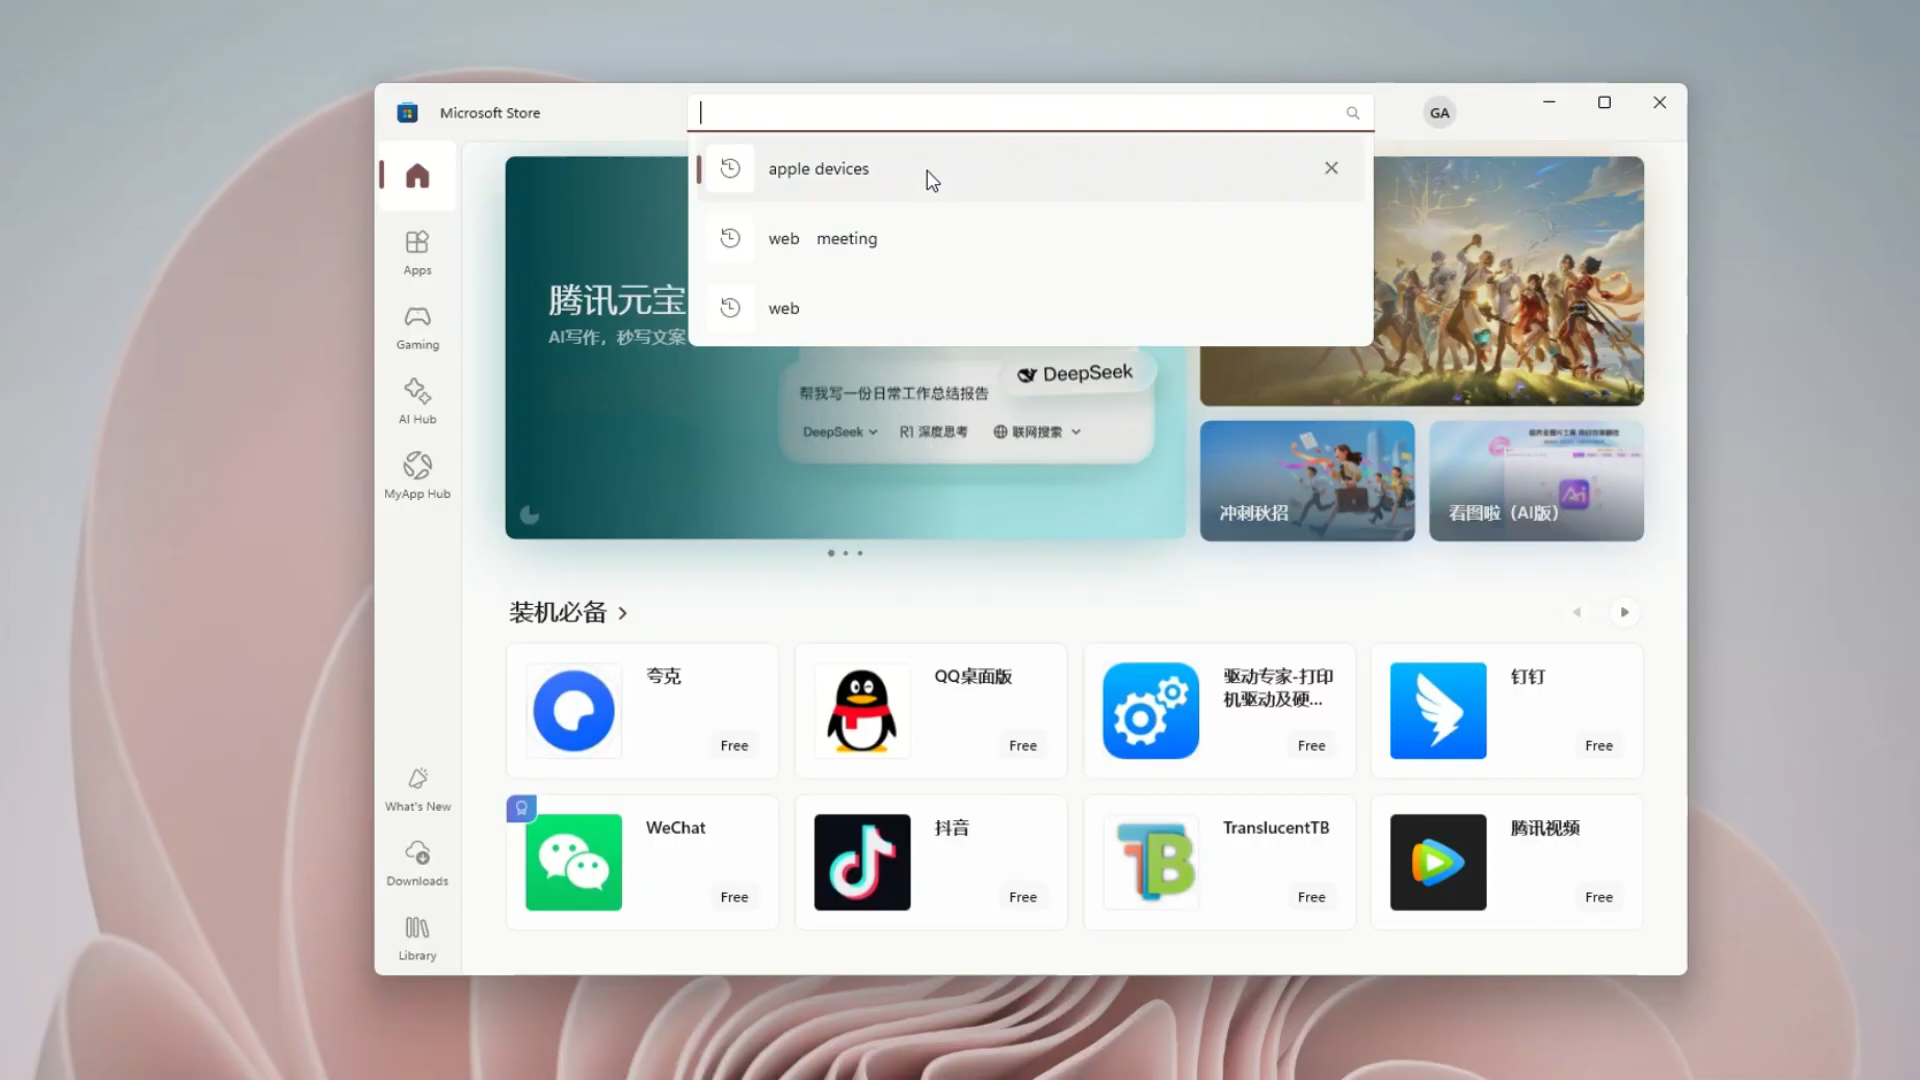 Microsoft Store
GA
apple devices
web meeting
web
Apps
Gaming
AI Hub
MyApp Hub
What's New
Downloads
Library
腾讯元宝
AI写作，秒写文案
DeepSeek
帮我写一份日常工作总结报告
DeepSeek
R1 深度思考
联网搜索
冲刺秋招
看图啦（AI版）
装机必备
夸克
Free
QQ桌面版
Free
驱动专家-打印
机驱动及硬...
Free
钉钉
Free
WeChat
Free
抖音
Free
TranslucentTB
Free
腾讯视频
Free